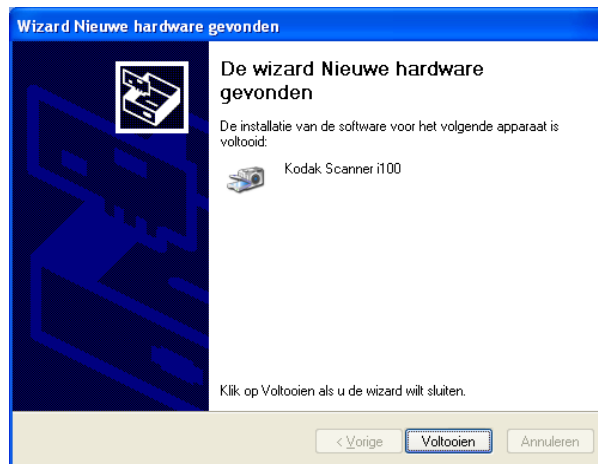 Wizard Nieuwe hardware gevonden
De wizard Nieuwe hardware
gevonden
De installatie van de software voor het volgende apparaat is
voltooid:
Kodak Scanner i100
Klik op Voltooien als u de wizard wilt sluiten.
< Vorige
Voltooien
Annuleren